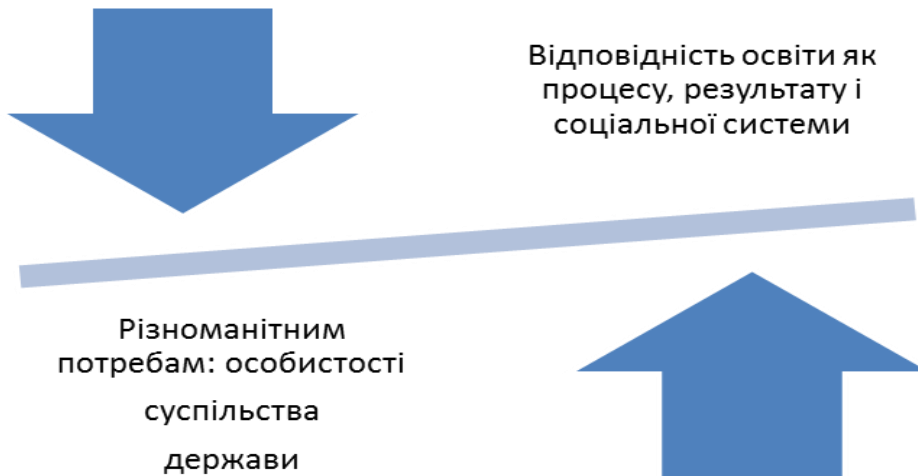 Відповідність освіти як
процесу, результату і
соціальної системи
Різноманітним
потребам: особистості
суспільства
держави